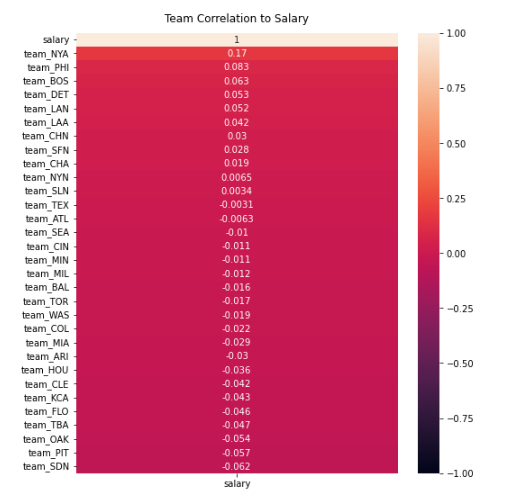 Team Correlation to Salary
salary 1
team_NYA 0.17
team_PHI 0.083
team_BOS 0.063
team_DET 0.053
team_LAN 0.052
team_LAA 0.042
team_CHN 0.03
team_SFN 0.028
team_CHA 0.019
team_NYN 0.0065
team_SLN 0.0034
team_TEX -0.0031
team_ATL -0.0063
team_SEA -0.01
team_CIN -0.011
team_MIN -0.011
team_MIL -0.012
team_BAL -0.016
team_TOR -0.017
team_WAS -0.019
team_COL -0.022
team_MIA -0.029
team_ARI -0.03
team_HOU -0.036
team_CLE -0.042
team_KCA -0.043
team_FLO -0.046
team_TBA -0.047
team_OAK -0.054
team_PIT -0.057
team_SDN -0.062
salary
1.00
0.75
0.50
0.25
0.00
−0.25
−0.50
−0.75
−1.00